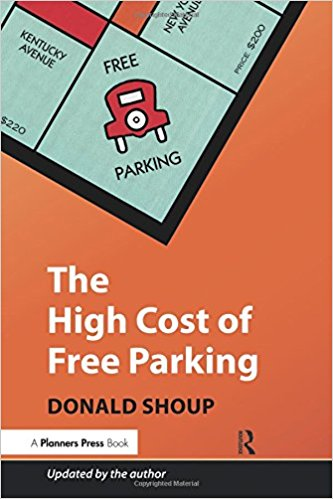 KENTUCKY
AVENUE
$220
FREE
PARKING
NEW YORK
AVENUE
PRICE $200
The
High Cost of
Free Parking
DONALD SHOUP
A Planners Press Book
R
ROUTLEDGE
Updated by the author